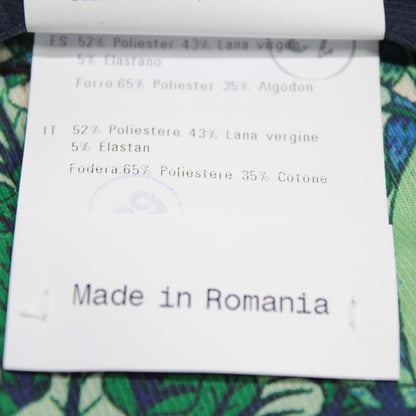 ES 52% Poliester 43% Lana virgen
5% Elastano
Forro:65% Poliester 35% Algodon
IT 52% Poliestere 43% Lana vergine
5% Elastan
Fodera:65% Poliestere 35% Cotone
Made in Romania